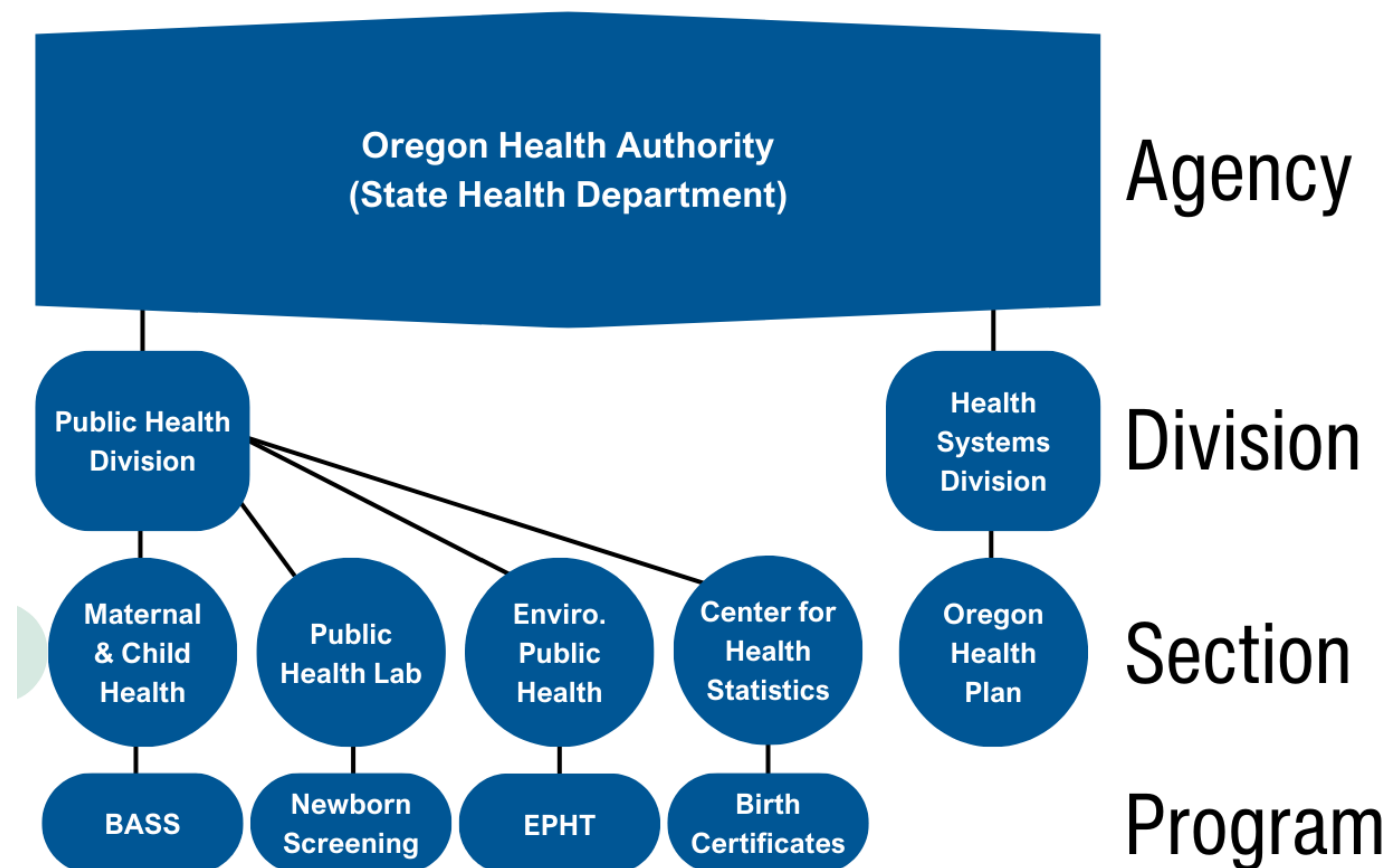 Oregon Health Authority
(State Health Department)
Agency
Public Health
Division
Health
Systems
Division
Division
Maternal
& Child
Health
Public
Health Lab
Enviro.
Public
Health
Center for
Health
Statistics
Oregon
Health
Plan
Section
BASS
Newborn
Screening
EPHT
Birth
Certificates
Program